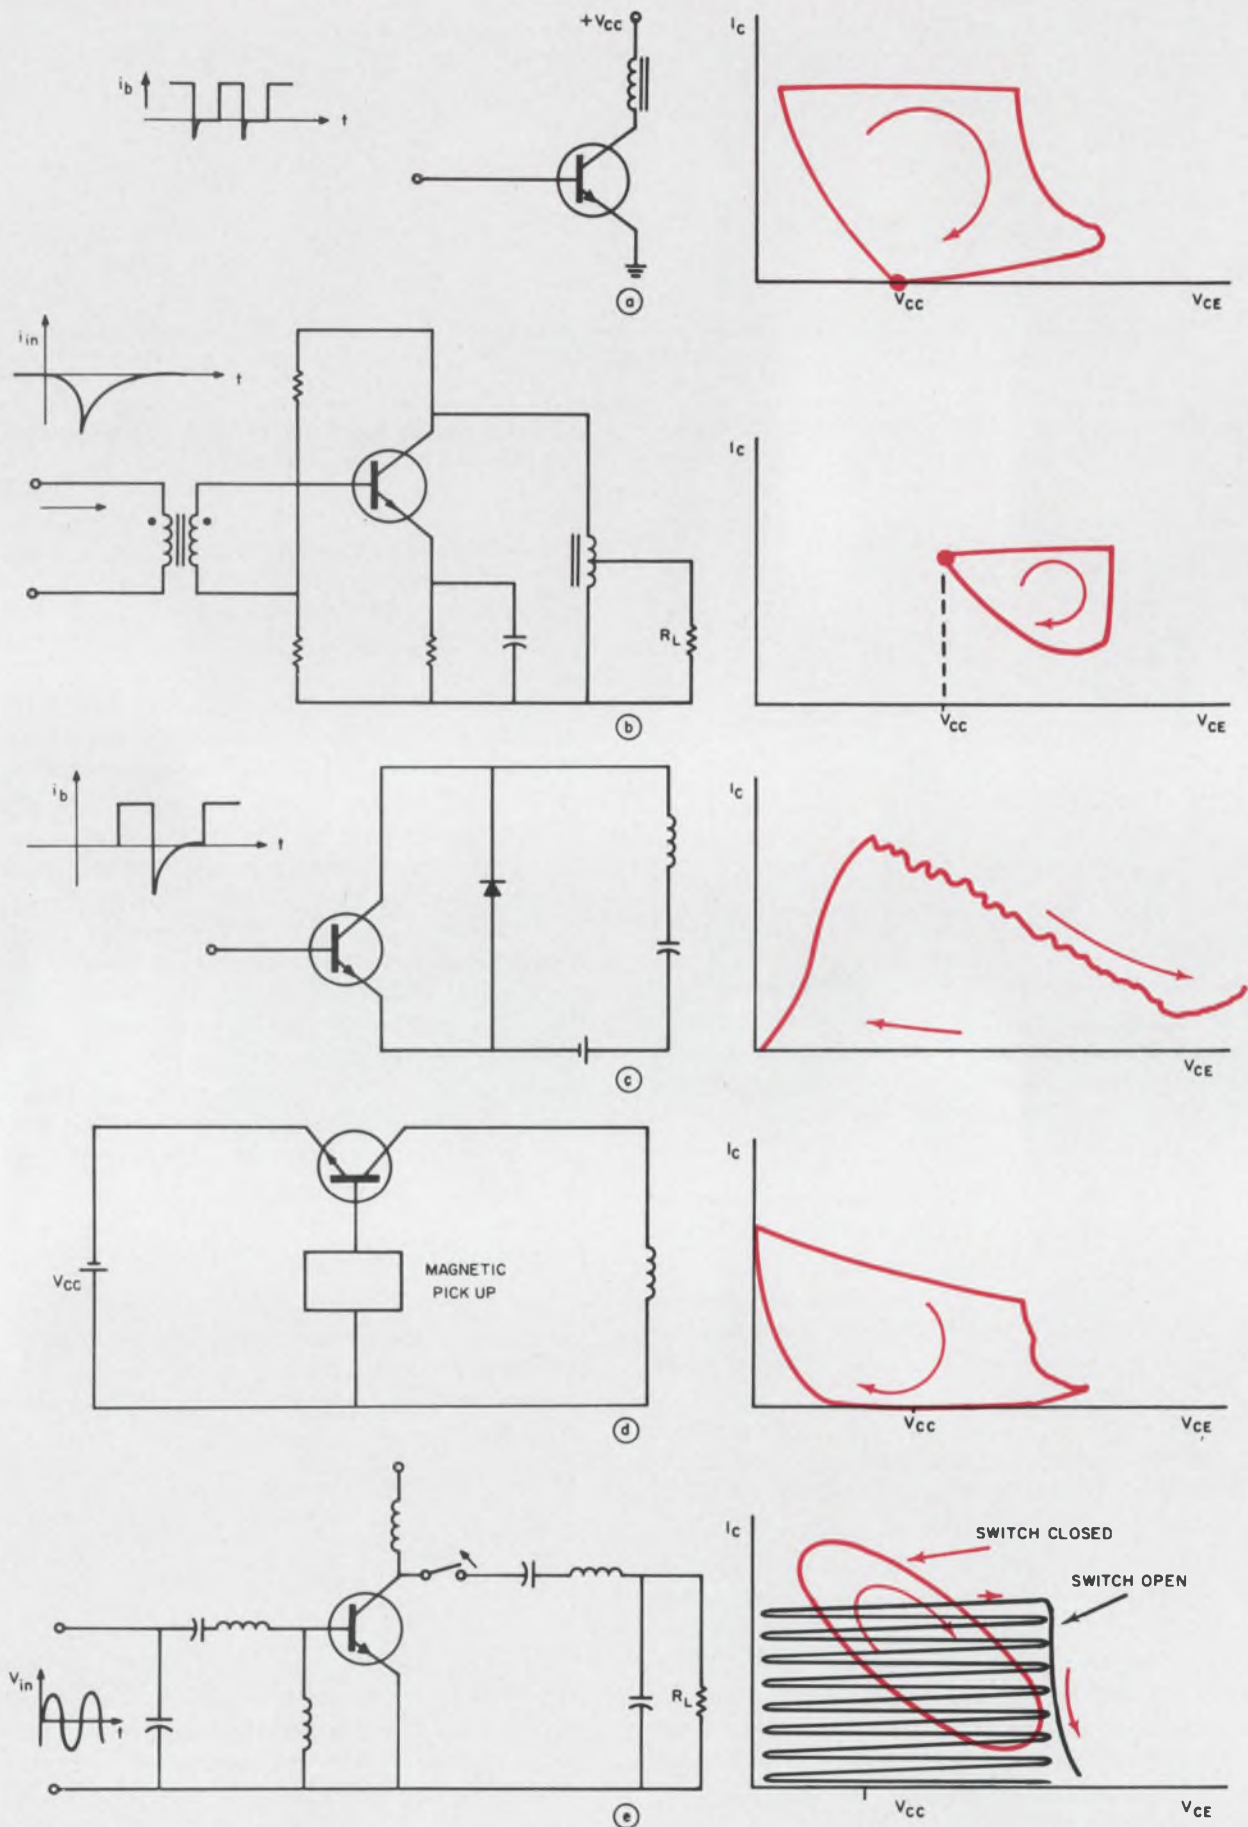 +VCC
IC
ib
t
VCC
VCE
a
iin
t
IC
RL
VCC
VCE
b
ib
t
IC
VCE
c
IC
VCC
MAGNETIC
PICK UP
VCC
VCE
d
IC
SWITCH CLOSED
SWITCH OPEN
Vin
t
RL
VCC
VCE
e